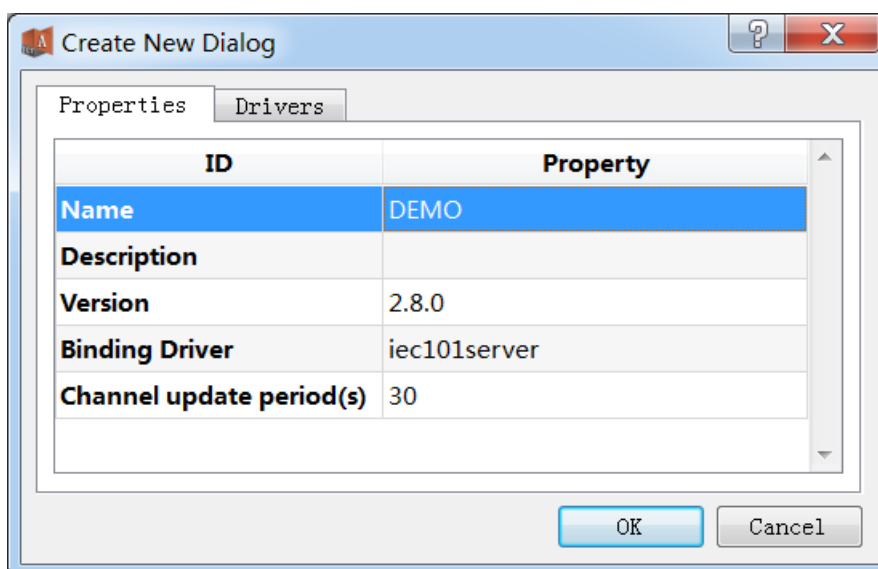 Create New Dialog
Properties Drivers
ID Property
Name DEMO
Description
Version 2.8.0
Binding Driver iec101server
Channel update period(s) 30
OK Cancel